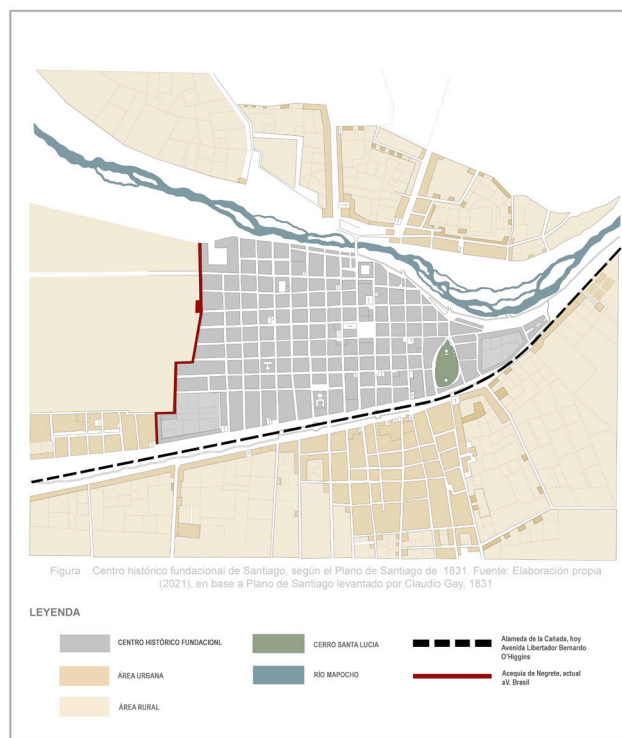 Figura .Centro histórico fundacional de Santiago, según el Plano de Santiago de 1831. Fuente: Elaboración propia
(2021), en base a Plano de Santiago levantado por Claudio Gay, 1831
LEYENDA
CENTRO HISTÓRICO FUNDACIONL
ÀREA URBANA
ÀREA RURAL
CERRO SANTA LUCIA
RÍO MAPOCHO
Alameda de la Cañada, hoy
Avenida Libertador Bernardo
O'Higgins
Acequia de Negrete, actual
aV. Brasil